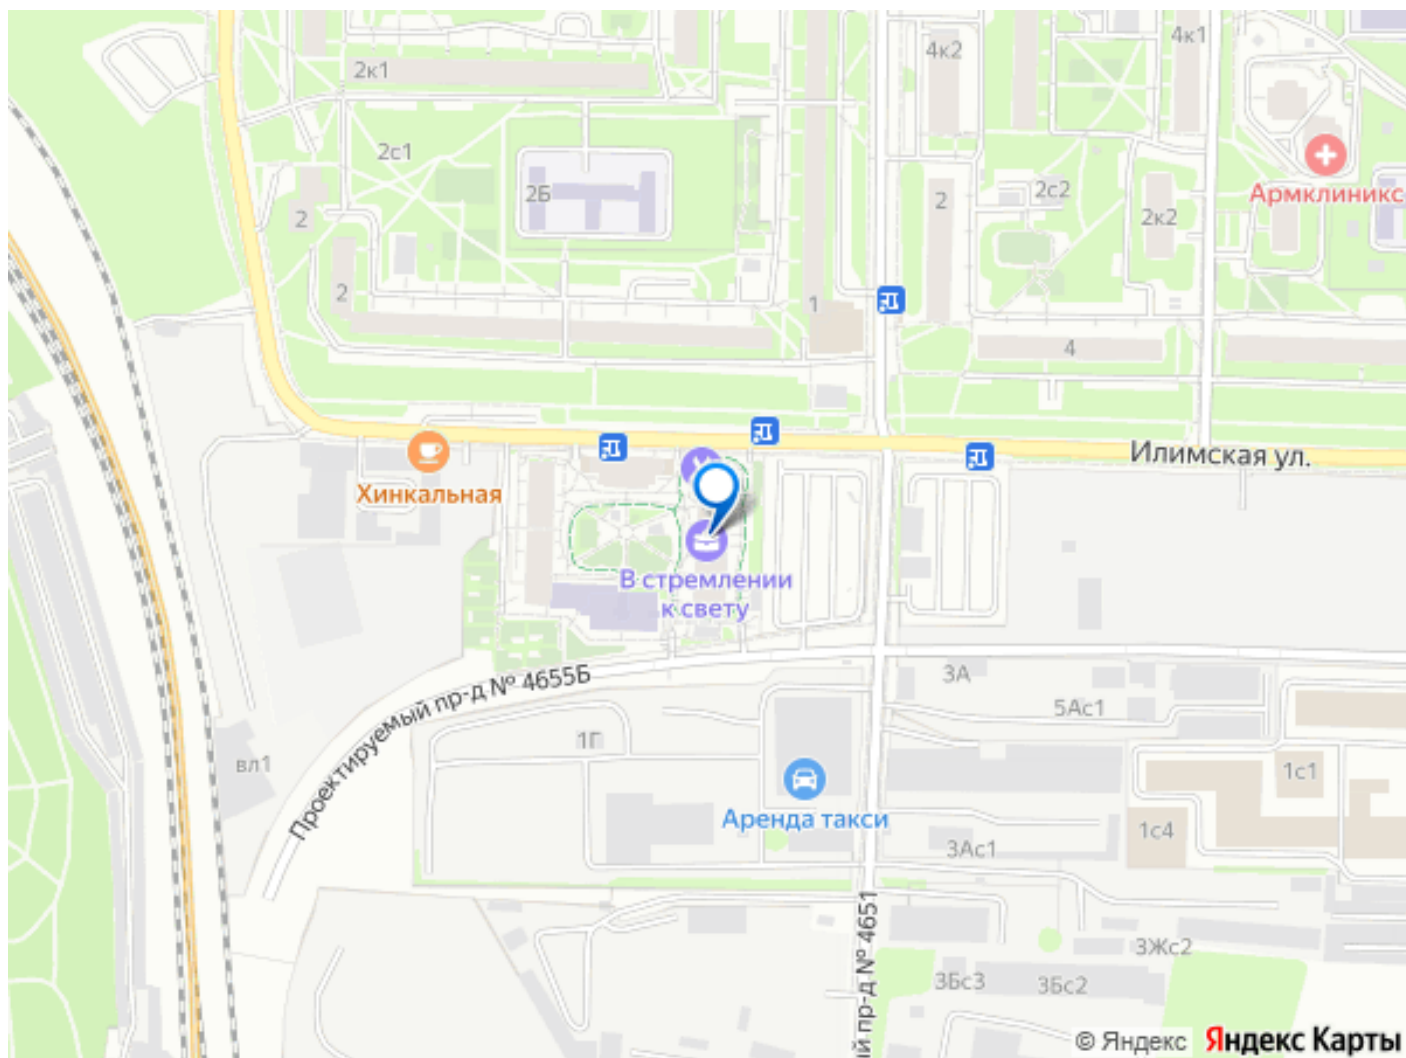 4к1
4к2
2к1
2с1
Армклиникс
2с2
2Б
2
2к2
2
2
1
4
Илимская ул.
Хинкальная
В стремлении
к свету
3А
Проектируемый пр-д № 4655Б
5Ас1
1Г
вл1
1с1
Аренда такси
1с4
3Ас1
ый пр-д № 4651
3Жс2
3Бс3
3Бс2
© Яндекс Яндекс Карты